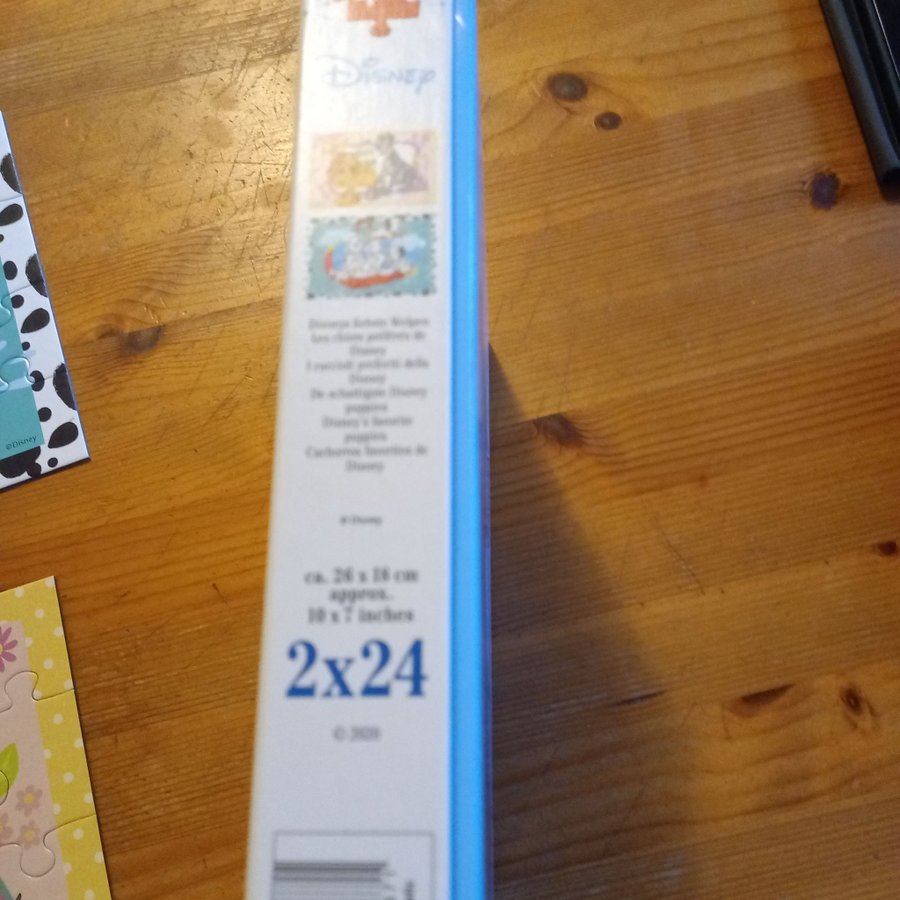 Disney
Disneys liebste Welpen
Les chiens préférés de
Disney
I cuccioli preferiti della
Disney
De schattigste Disney
puppies
Disney's favorite
puppies
Cachorros favoritos de
Disney
© Disney
ca. 26 x 18 cm
approx.
10 x 7 inches
2x24
© 2020
©Disney